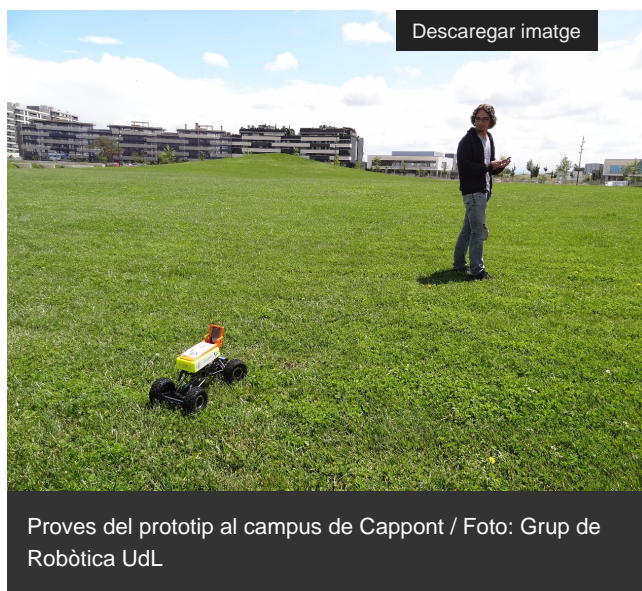 Descaregar imatge
Proves del prototip al campus de Cappont / Foto: Grup de
Robòtica UdL